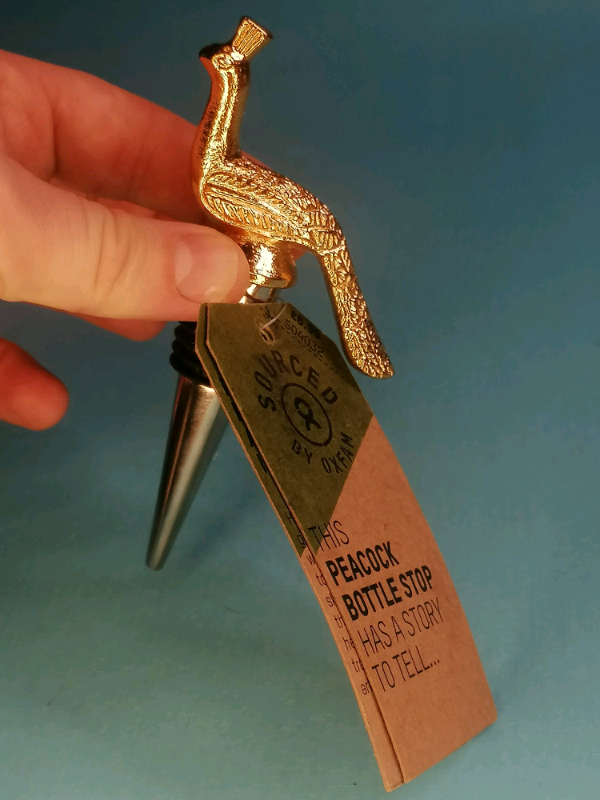 SOURCED
BY OXFAM
THIS
PEACOCK
BOTTLE STOP
HAS A STORY
TO TELL...